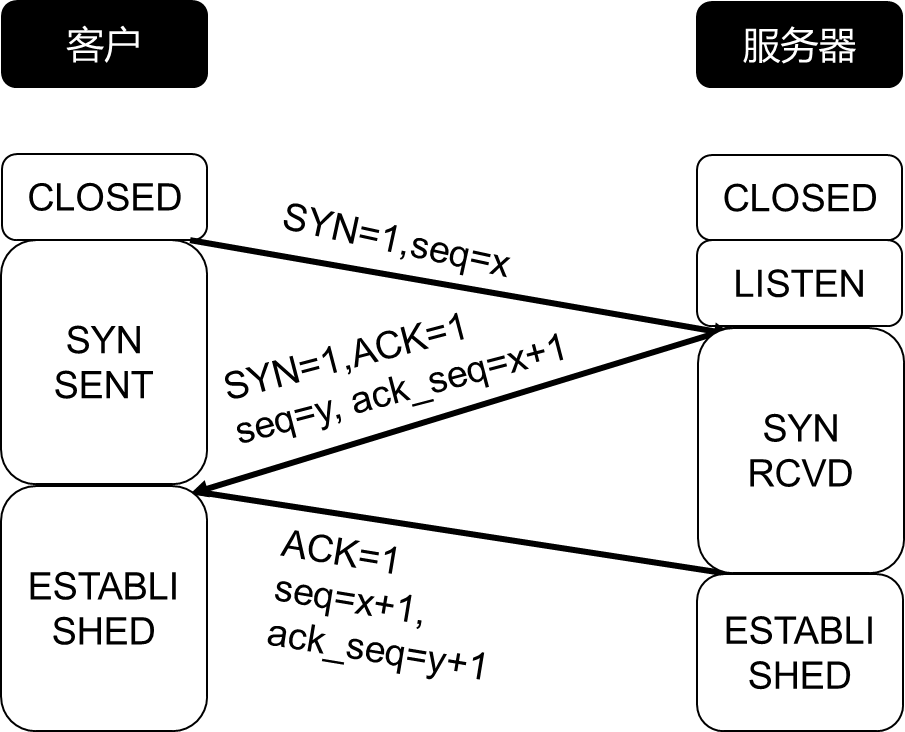 客户
服务器
CLOSED
CLOSED
SYN=1,seq=x
LISTEN
SYN
SENT
SYN=1,ACK=1
seq=y, ack_seq=x+1
SYN
RCVD
ACK=1
seq=x+1,
ack_seq=y+1
ESTABLI
SHED
ESTABLI
SHED